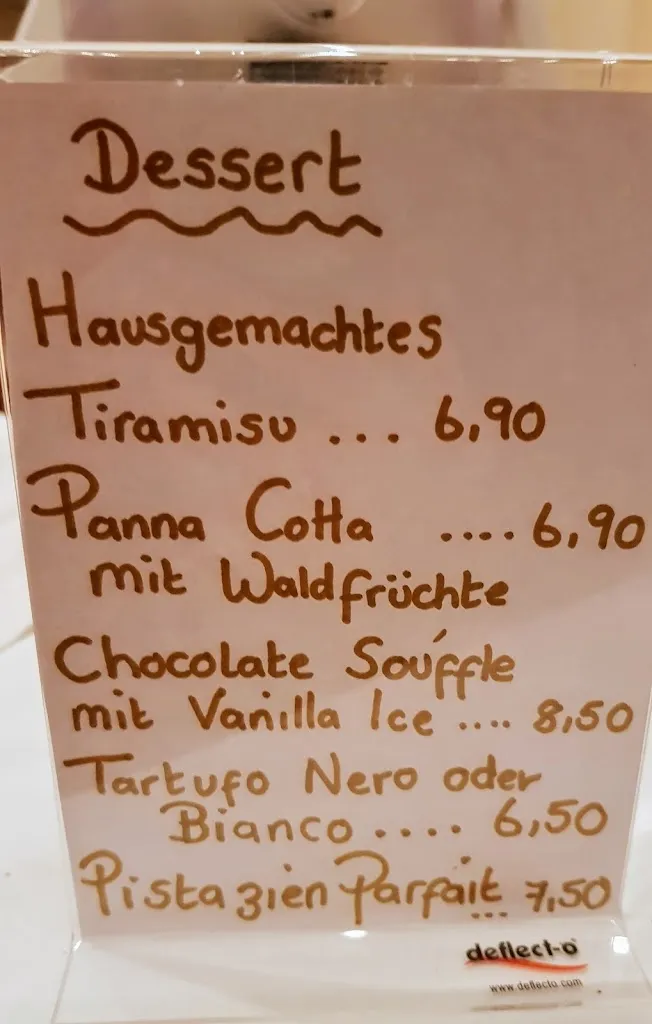 Dessert
Hausgemachtes
Tiramisu ... 6,90
Panna Cotta .... 6,90
mit Waldfrüchte
Chocolate Souffle
mit Vanilla Ice .... 8,50
Tartufo Nero oder
Bianco .... 6,50
Pistazien Parfait ... 7,50
deflect-o
www.deflecto.com